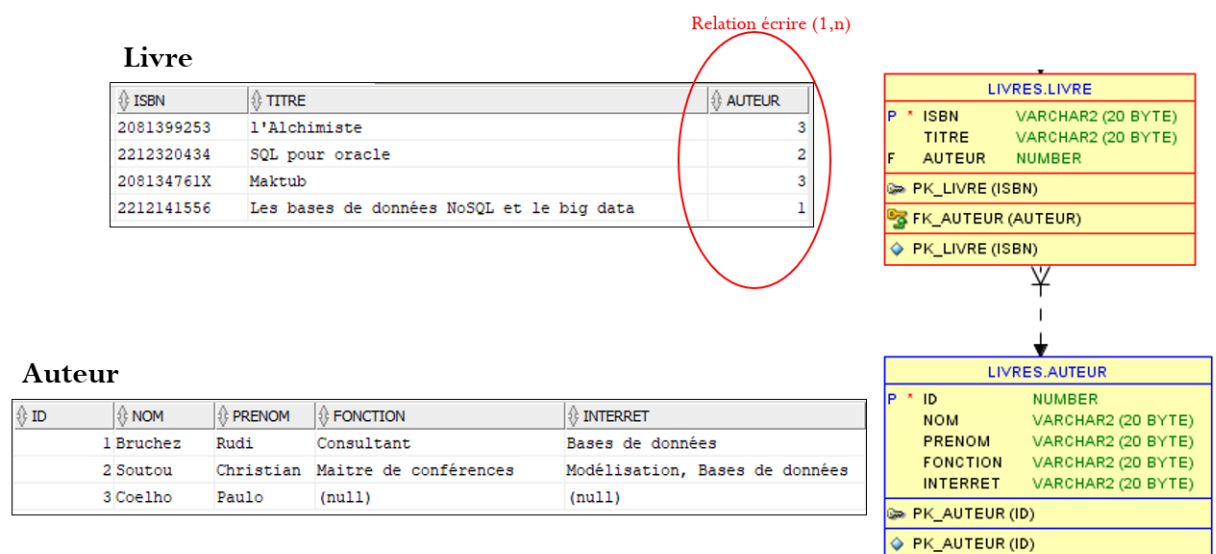 Relation écrire (1,n)
Livre
ISBN TITRE AUTEUR
2081399253 l'Alchimiste 3
2212320434 SQL pour oracle 2
208134761X Maktub 3
2212141556 Les bases de données NoSQL et le big data 1
LIVRES.LIVRE
P * ISBN VARCHAR2 (20 BYTE)
TITRE VARCHAR2 (20 BYTE)
F AUTEUR NUMBER
PK_LIVRE (ISBN)
FK_AUTEUR (AUTEUR)
PK_LIVRE (ISBN)
Auteur
ID NOM PRENOM FONCTION INTERRET
1 Bruchez Rudi Consultant Bases de données
2 Soutou Christian Maitre de conférences Modélisation, Bases de données
3 Coelho Paulo (null) (null)
LIVRES.AUTEUR
P * ID NUMBER
NOM VARCHAR2 (20 BYTE)
PRENOM VARCHAR2 (20 BYTE)
FONCTION VARCHAR2 (20 BYTE)
INTERRET VARCHAR2 (20 BYTE)
PK_AUTEUR (ID)
PK_AUTEUR (ID)